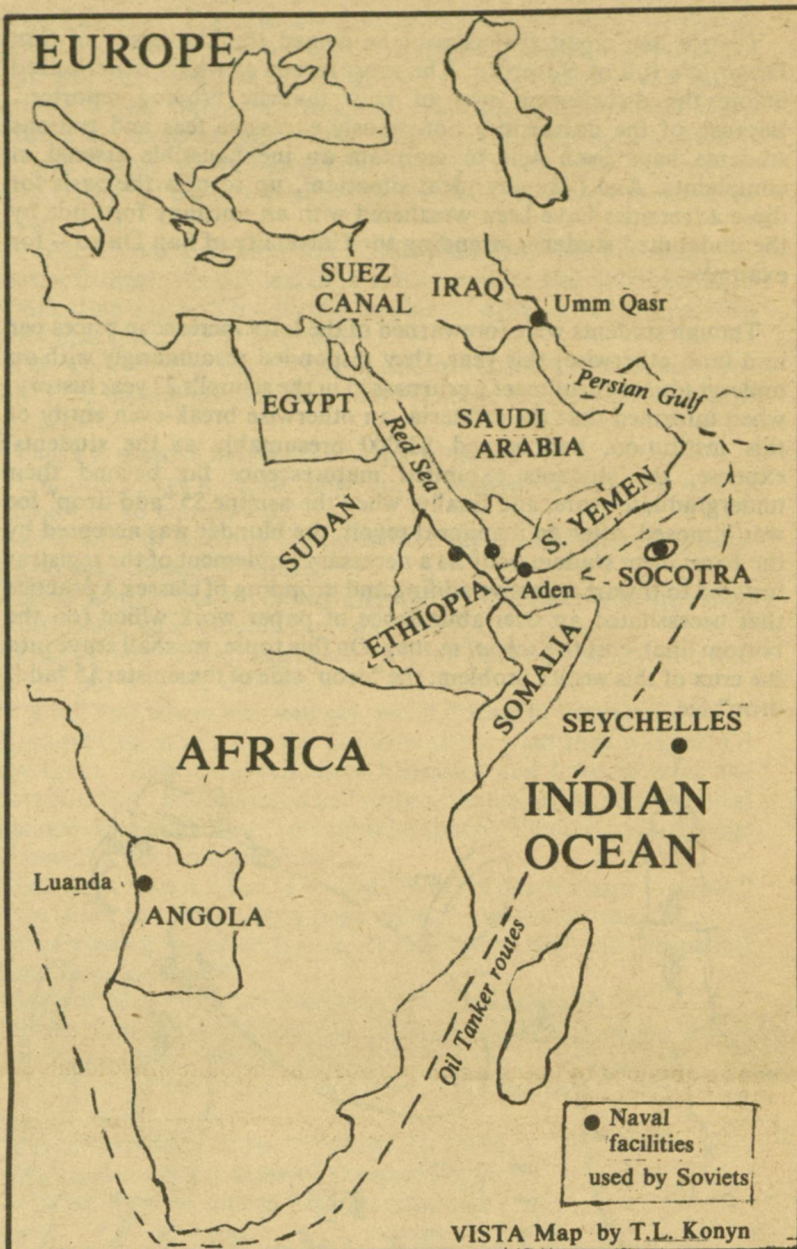 EUROPE
SUEZ
CANAL
IRAQ
Umm Qasr
Persian Gulf
EGYPT
Red Sea
SAUDI
ARABIA
SUDAN
S. YEMEN
Aden
SOCOTRA
ETHIOPIA
SOMALIA
SEYCHELLES
AFRICA
INDIAN
OCEAN
Luanda
ANGOLA
Oil Tanker routes
Naval
facilities
used by Soviets
VISTA Map by T.L. Konyn